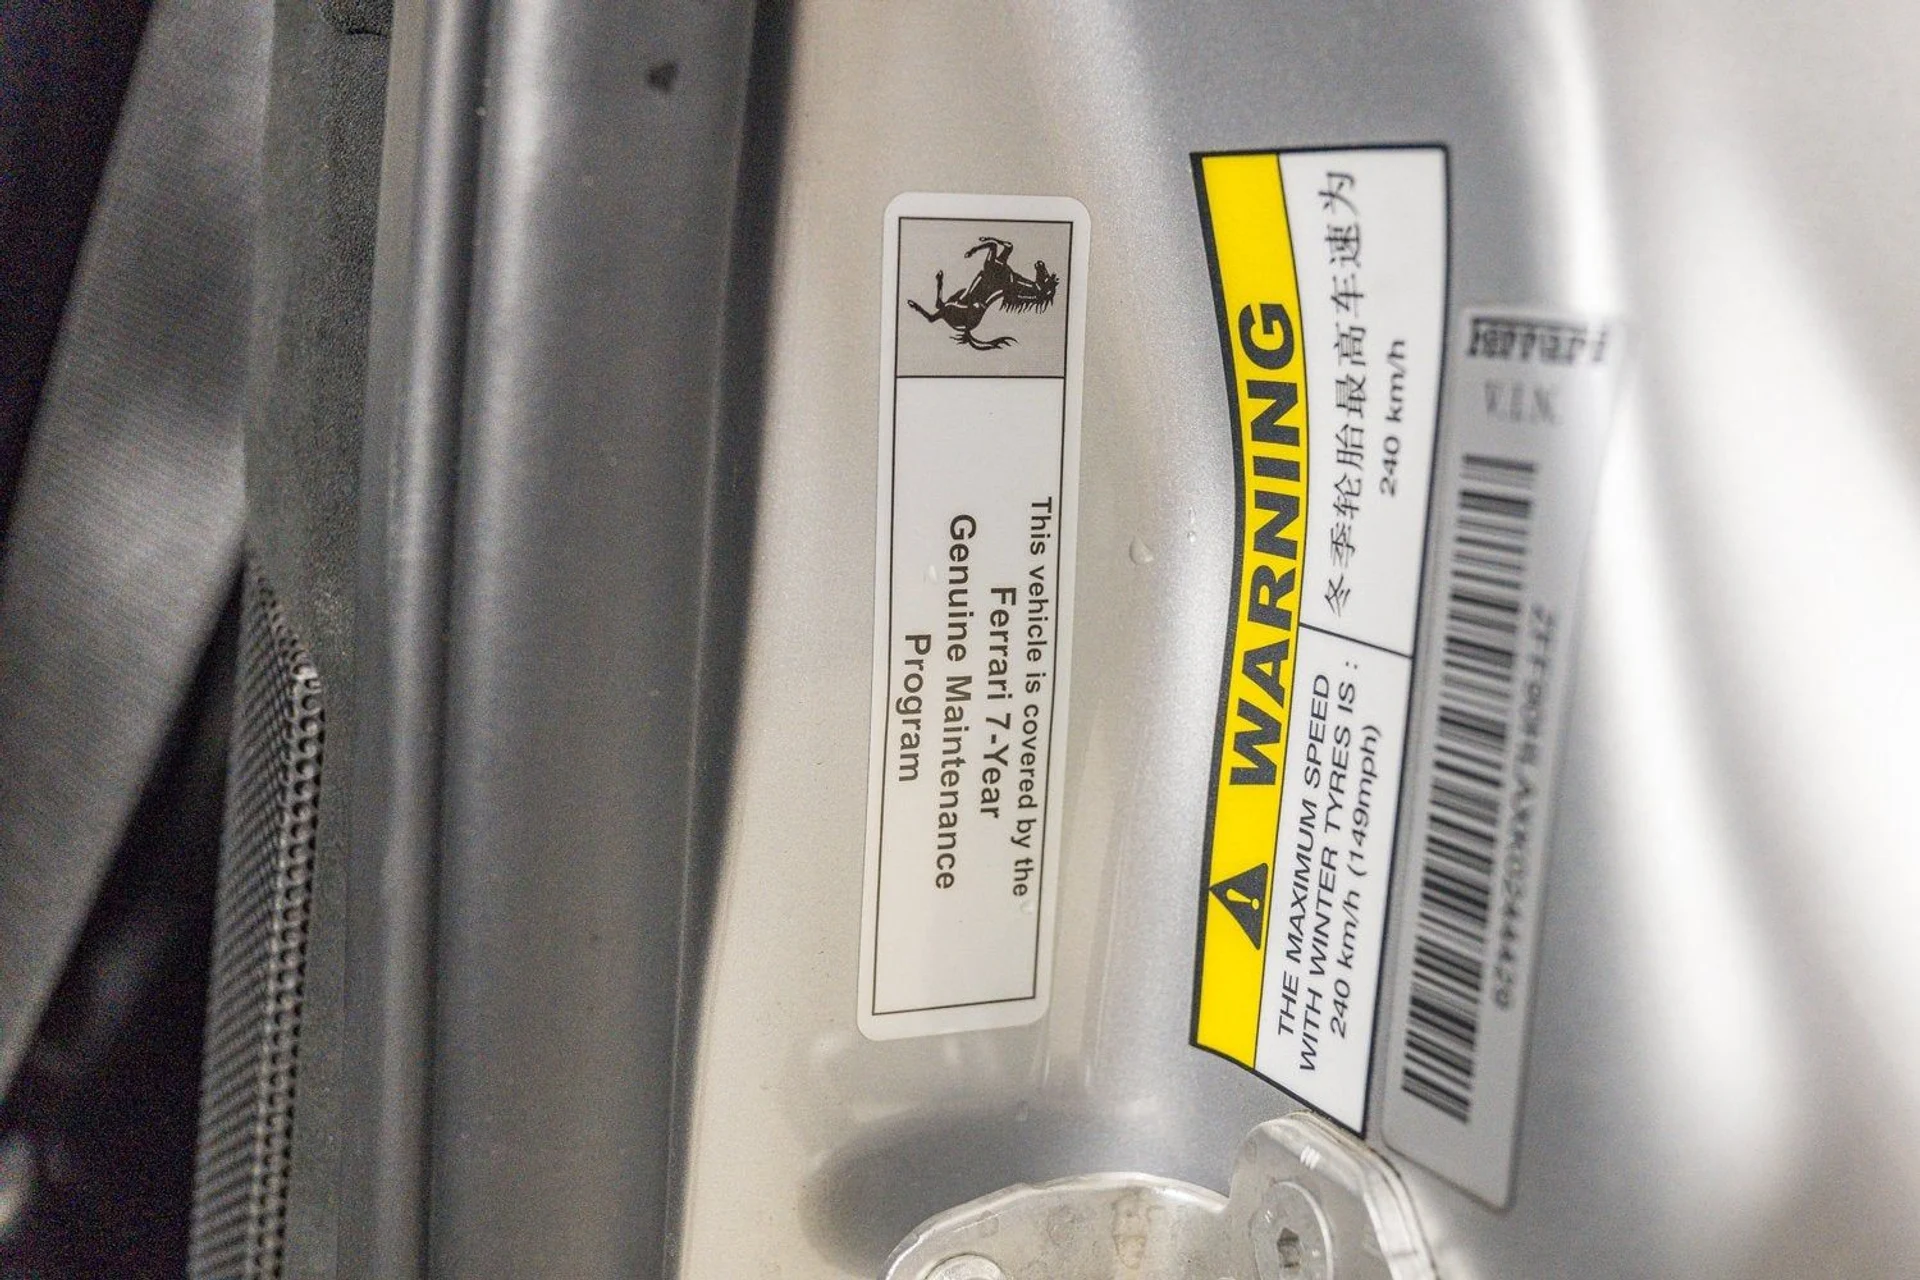 This vehicle is covered by the
Ferrari 7-Year
Genuine Maintenance
Program
WARNING
THE MAXIMUM SPEED
WITH WINTER TYRES IS :
240 km/h (149mph)
冬季轮胎最高车速为
240 km/h
Ferrari
V.I.N.